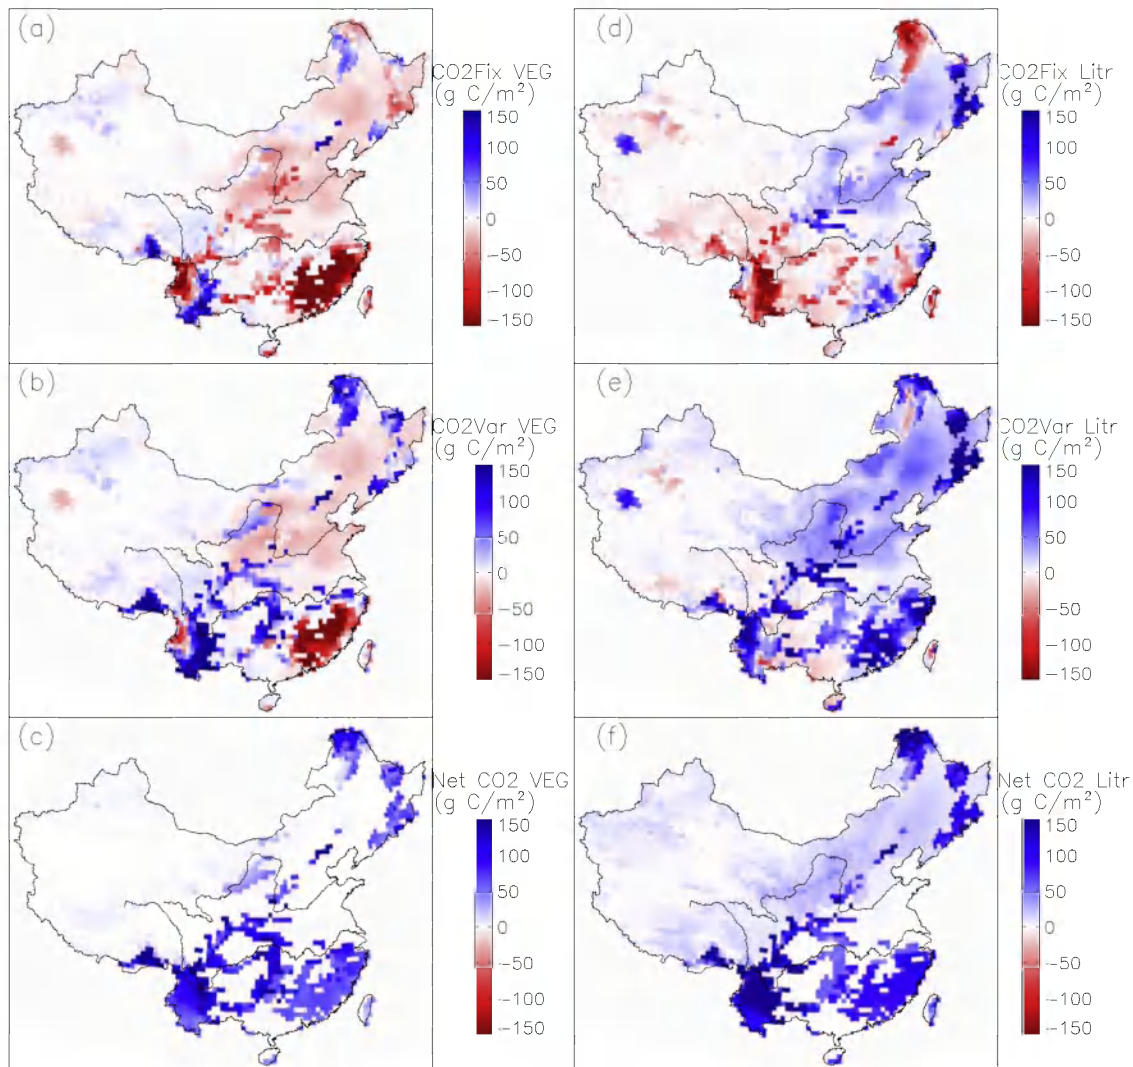 (a)
CO2Fix VEG
(g C/m²)
150
100
50
0
-50
-100
-150
(d)
CO2Fix Litr
(g C/m²)
150
100
50
0
-50
-100
-150
(b)
CO2Var VEG
(g C/m²)
150
100
50
0
-50
-100
-150
(e)
CO2Var Litr
(g C/m²)
150
100
50
0
-50
-100
-150
(c)
Net CO2 VEG
(g C/m²)
150
100
50
0
-50
-100
-150
(f)
Net CO2 Litr
(g C/m²)
150
100
50
0
-50
-100
-150